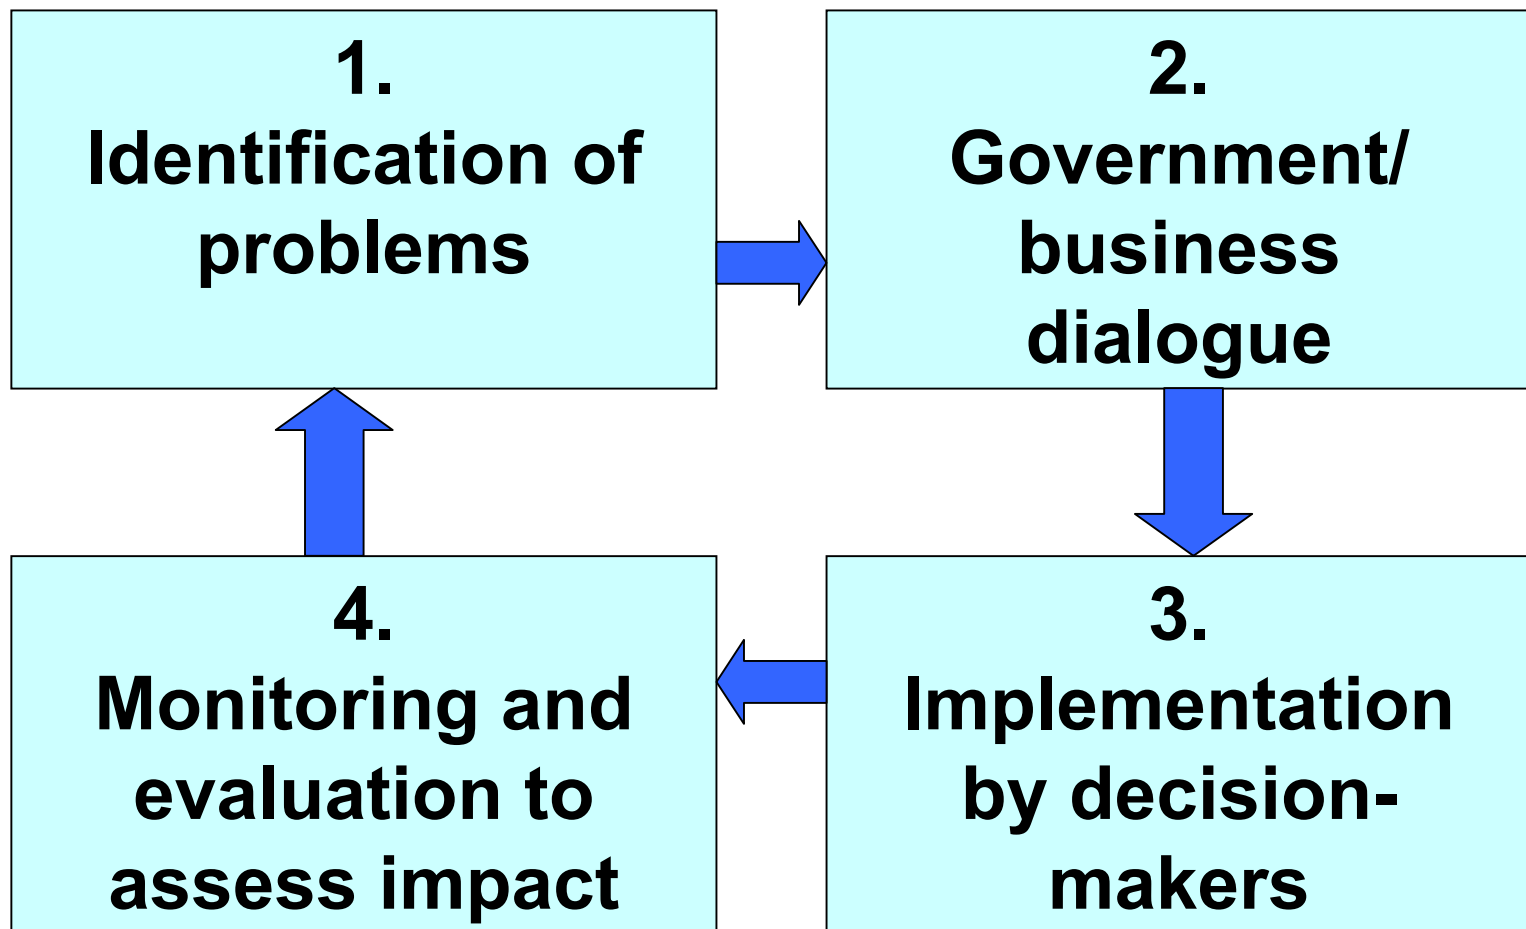 1.
Identification of
problems
2.
Government/
business
dialogue
3.
Implementation
by decision-
makers
4.
Monitoring and
evaluation to
assess impact